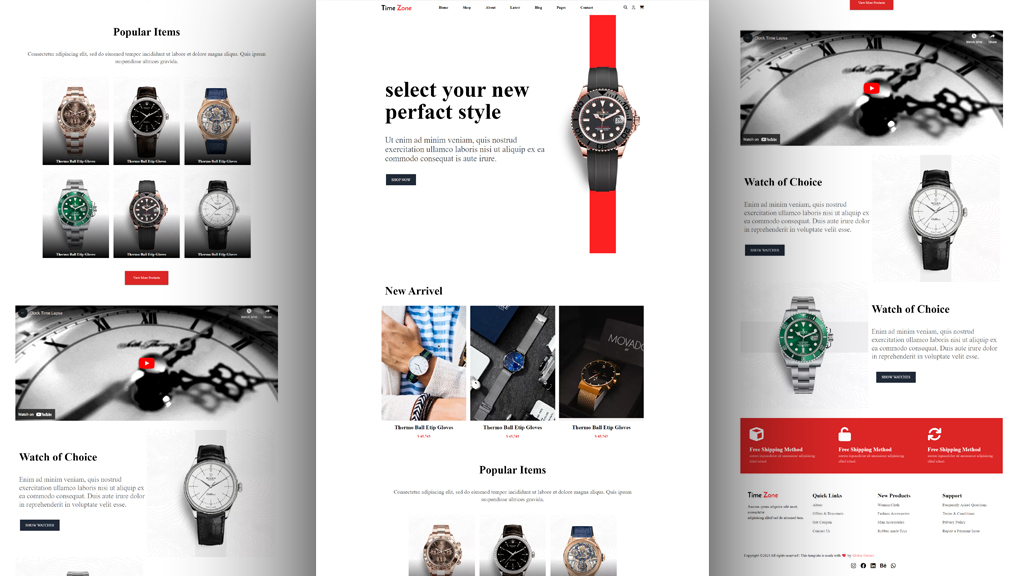 Popular Items
Consectetur adipiscing elit, sed do eiusmod tempor incididunt ut labore et dolore magna aliqua. Quis ipsum
suspendisse ultrices gravida.
Thermo Ball Etip Gloves
Thermo Ball Etip Gloves
Thermo Ball Etip Gloves
Thermo Ball Etip Gloves
Thermo Ball Etip Gloves
Thermo Ball Etip Gloves
View More Products
Clock Time Lapse
Watch later
Share
Watch on YouTube
Watch of Choice
Enim ad minim veniam, quis nostrud
exercitation ullamco laboris nisi ut aliquip ex
ea commodo consequat. Duis aute irure dolor
in reprehenderit in voluptate velit esse.
SHOW WATCHES
Time Zone
Home
Shop
About
Latest
Blog
Pages
Contact
select your new
perfact style
Ut enim ad minim veniam, quis nostrud
exercitation ullamco laboris nisi ut aliquip ex ea
commodo consequat is aute irure.
SHOP NOW
New Arrivel
MOVADO
Thermo Ball Etip Gloves
Thermo Ball Etip Gloves
Thermo Ball Etip Gloves
$ 45,743
$ 45,743
$ 45,743
Popular Items
Consectetur adipiscing elit, sed do eiusmod tempor incididunt ut labore et dolore magna aliqua. Quis ipsum
suspendisse ultrices gravida.
View More Products
Clock Time Lapse
Watch later
Share
Watch on YouTube
Watch of Choice
Enim ad minim veniam, quis nostrud
exercitation ullamco laboris nisi ut aliquip ex
ea commodo consequat. Duis aute irure dolor
in reprehenderit in voluptate velit esse.
SHOW WATCHES
Watch of Choice
Enim ad minim veniam, quis nostrud
exercitation ullamco laboris nisi ut aliquip ex
ea commodo consequat. Duis aute irure dolor
in reprehenderit in voluptate velit esse.
SHOW WATCHES
Free Shipping Method
Free Shipping Method
Free Shipping Method
Time Zone
Quick Links
About
Offers & Discounts
Get Coupon
Contact Us
New Products
Woman Cloth
Fashion Accessories
Man Accessories
Rubber made Toys
Support
Frequently Asked Questions
Terms & Conditions
Privacy Policy
Report a Payment Issue
Copyright ©2023 All rights reserved | This template is made with ❤ by